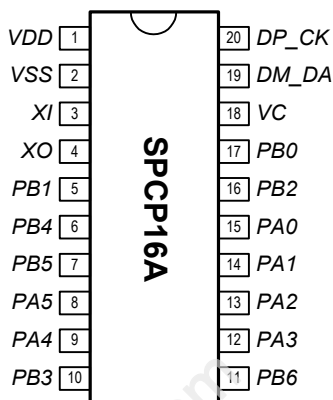 VDD 1 20 DP_CK
VSS 2 19 DM_DA
XI 3 18 VC
XO 4 17 PB0
PB1 5 16 PB2
PB4 6 15 PA0
PB5 7 14 PA1
PA5 8 13 PA2
PA4 9 12 PA3
PB3 10 11 PB6
SPCP16A